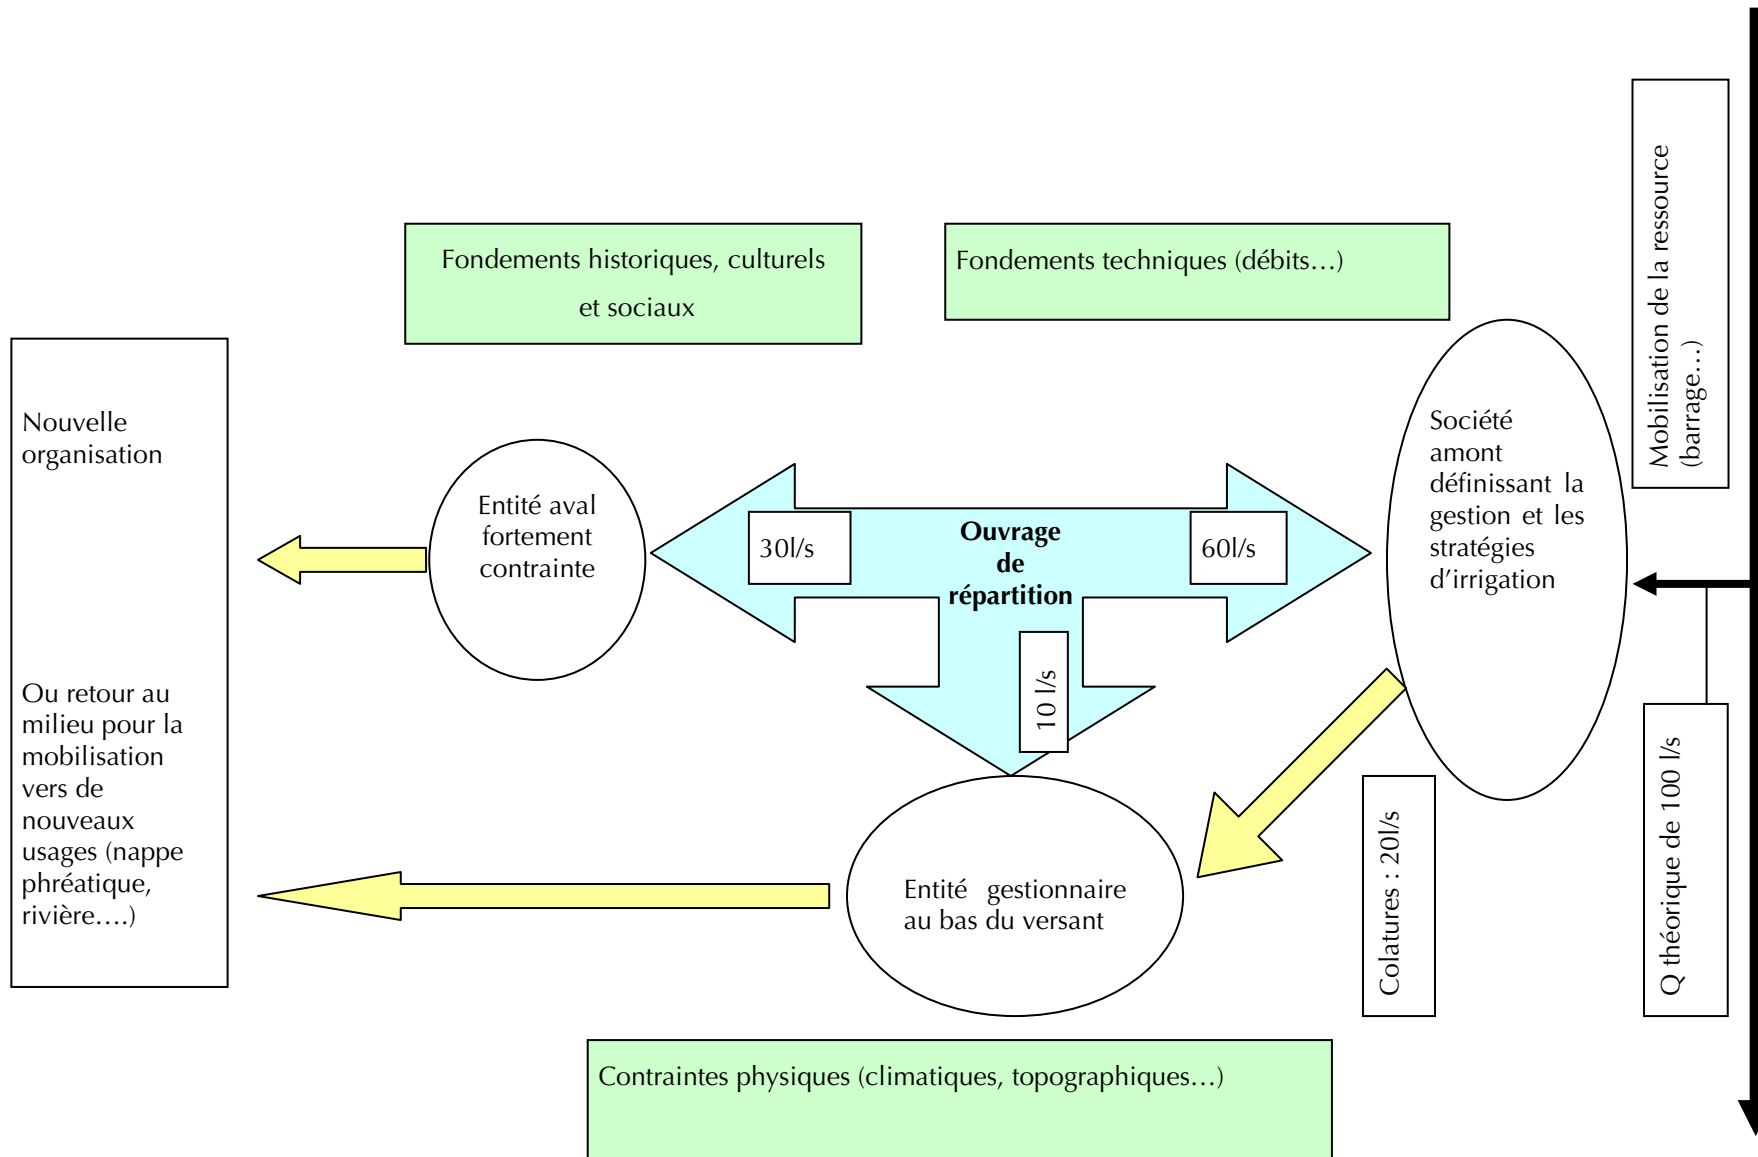 Mobilisation de la ressource
(barrage…)
Fondements historiques, culturels
et sociaux
Fondements techniques (débits…)
Nouvelle
organisation
Ou retour au
milieu pour la
mobilisation
vers de
nouveaux
usages (nappe
phréatique,
rivière….)
Entité aval
fortement
contrainte
30l/s
Ouvrage
de
répartition
60l/s
10 l/s
Société
amont
définissant la
gestion et les
stratégies
d’irrigation
Entité gestionnaire
au bas du versant
Colatures : 20l/s
Q théorique de 100 l/s
Contraintes physiques (climatiques, topographiques…)